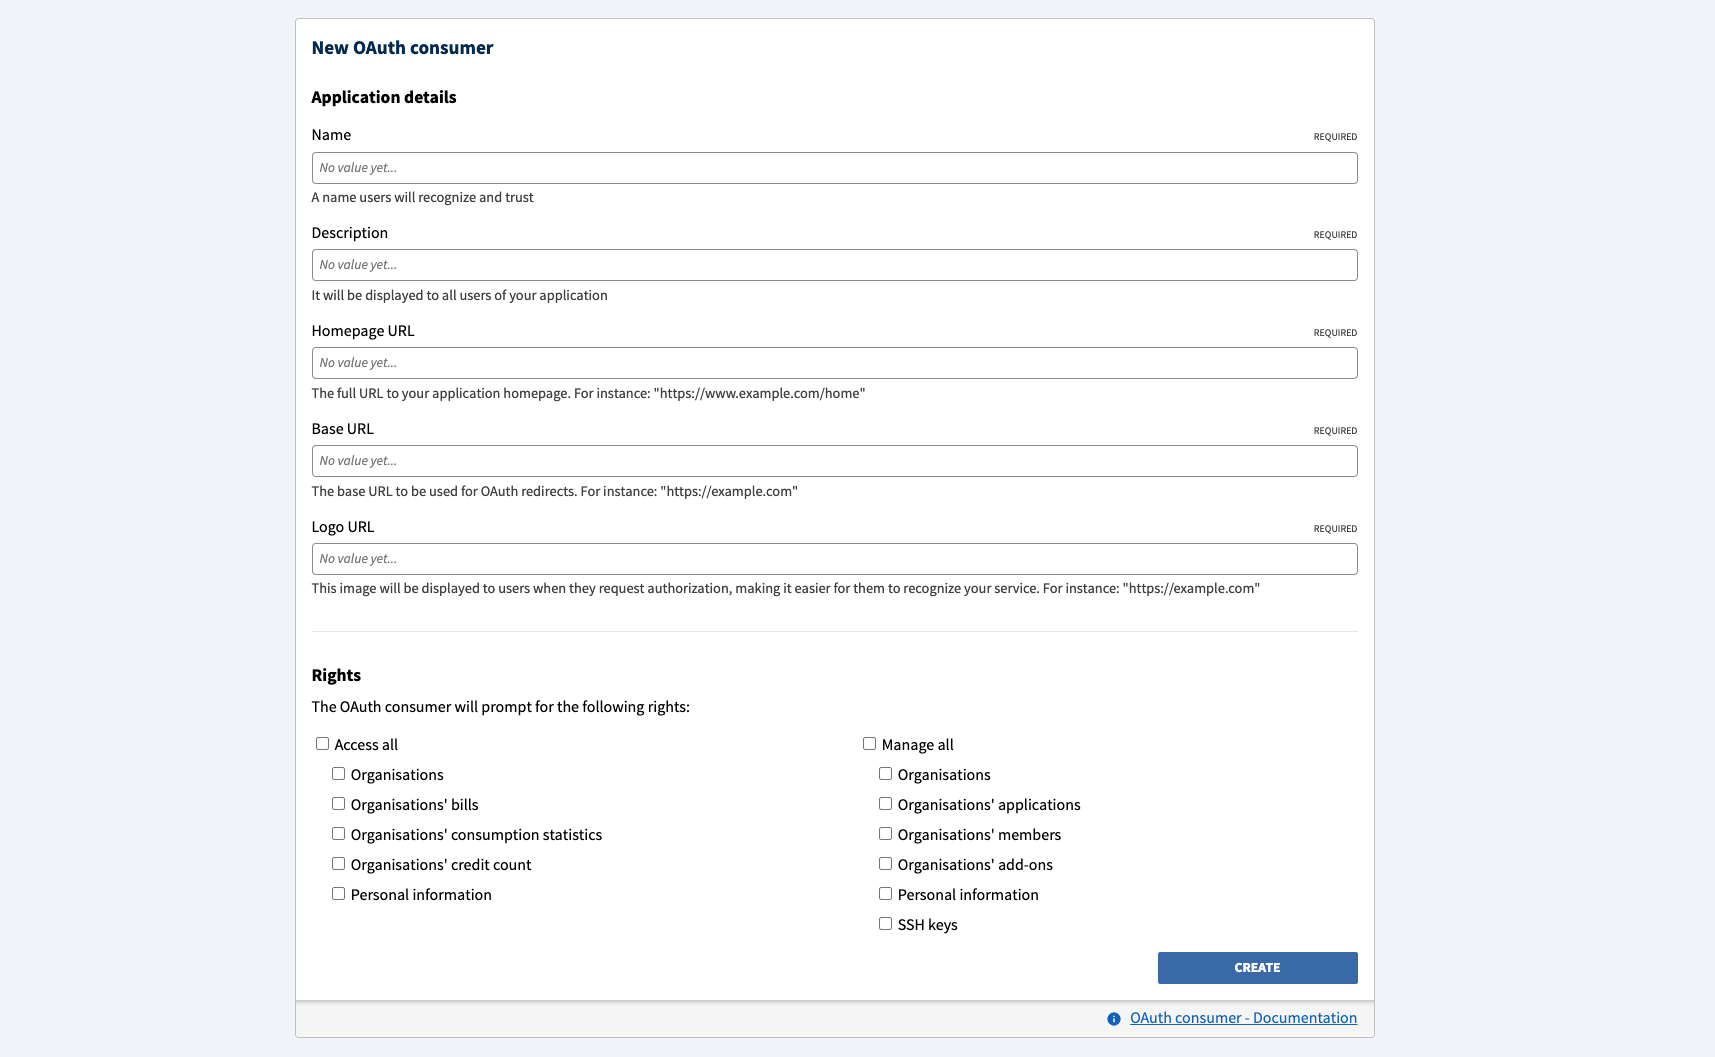 New OAuth consumer
Application details
Name
REQUIRED
No value yet...
A name users will recognize and trust
Description
REQUIRED
No value yet...
It will be displayed to all users of your application
Homepage URL
REQUIRED
No value yet...
The full URL to your application homepage. For instance: "https://www.example.com/home"
Base URL
REQUIRED
No value yet...
The base URL to be used for OAuth redirects. For instance: "https://example.com"
Logo URL
REQUIRED
No value yet...
This image will be displayed to users when they request authorization, making it easier for them to recognize your service. For instance: "https://example.com"
Rights
The OAuth consumer will prompt for the following rights:
Access all
Organisations
Organisations' bills
Organisations' consumption statistics
Organisations' credit count
Personal information
Manage all
Organisations
Organisations' applications
Organisations' members
Organisations' add-ons
Personal information
SSH keys
CREATE
OAuth consumer - Documentation